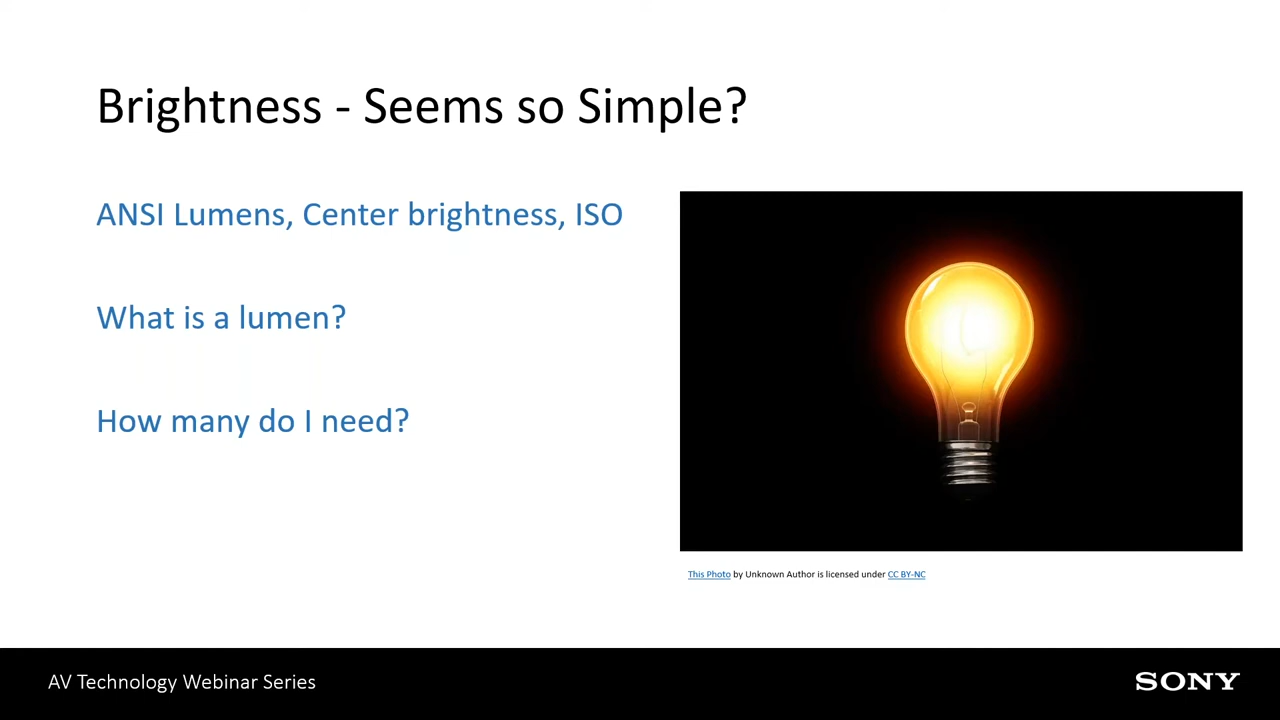 Brightness - Seems so Simple?
ANSI Lumens, Center brightness, ISO
What is a lumen?
How many do I need?
This Photo by Unknown Author is licensed under CC BY-NC
AV Technology Webinar Series
SONY